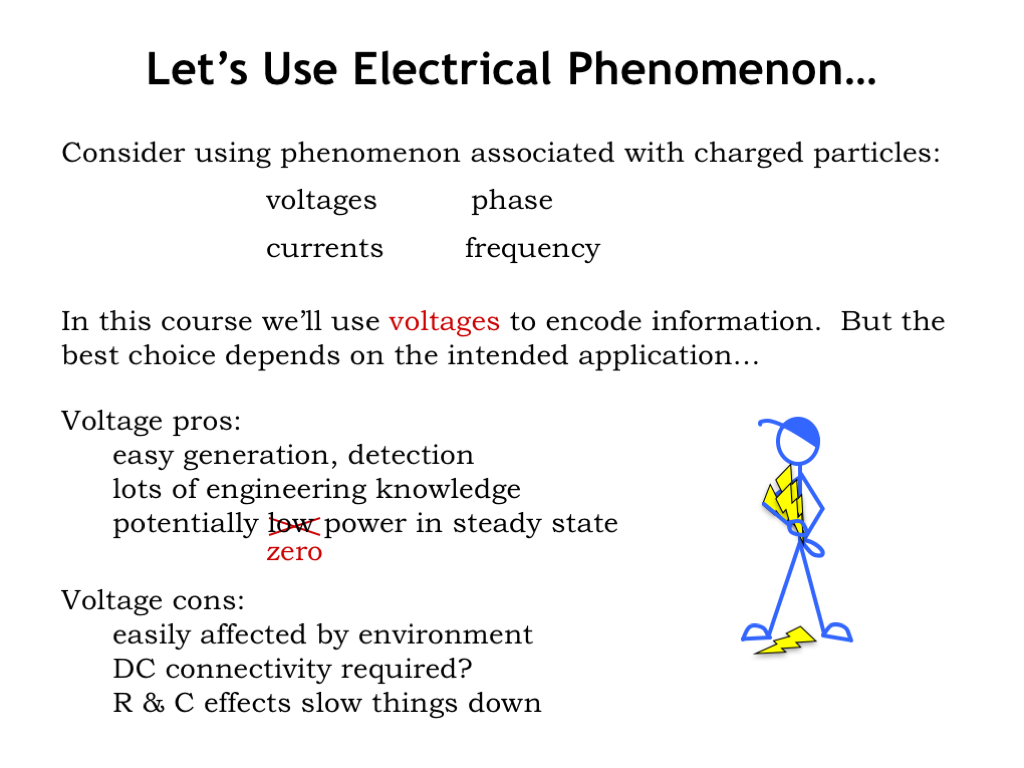 Let’s Use Electrical Phenomenon…
Consider using phenomenon associated with charged particles:
voltages phase
currents frequency
In this course we’ll use voltages to encode information. But the
best choice depends on the intended application…
Voltage pros:
easy generation, detection
lots of engineering knowledge
potentially low power in steady state
zero
Voltage cons:
easily affected by environment
DC connectivity required?
R & C effects slow things down